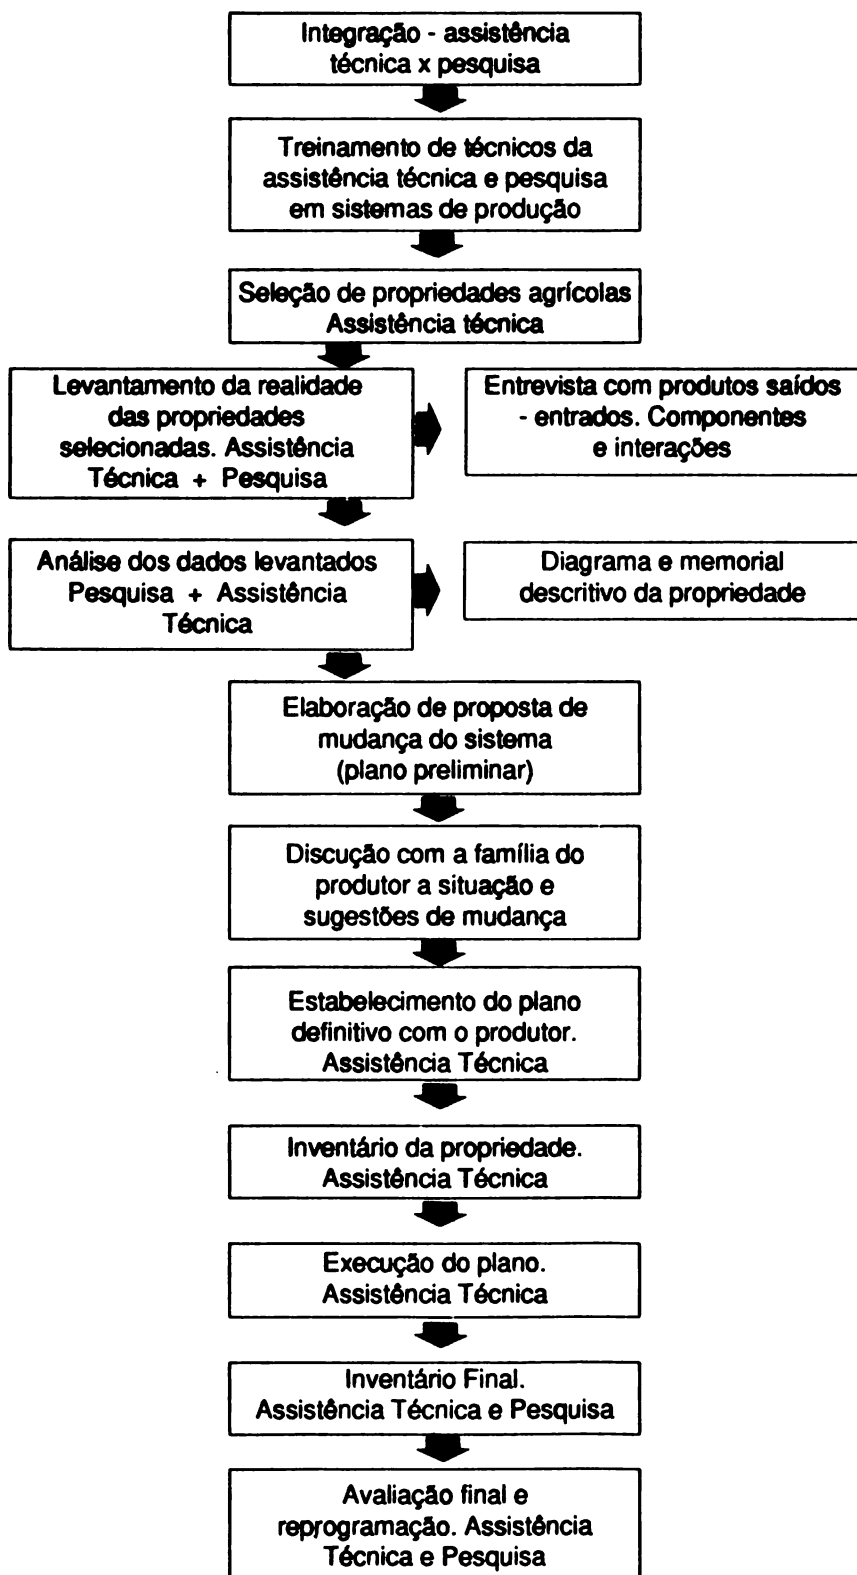 Integração - assistência
técnica x pesquisa
Treinamento de técnicos da
assistência técnica e pesquisa
em sistemas de produção
Seleção de propriedades agrícolas
Assistência técnica
Levantamento da realidade
das propriedades
selecionadas. Assistência
Técnica + Pesquisa
Entrevista com produtos saídos
- entrados. Componentes
e interações
Análise dos dados levantados
Pesquisa + Assistência
Técnica
Diagrama e memorial
descritivo da propriedade
Elaboração de proposta de
mudança do sistema
(plano preliminar)
Discução com a família do
produtor a situação e
sugestões de mudança
Estabelecimento do plano
definitivo com o produtor.
Assistência Técnica
Inventário da propriedade.
Assistência Técnica
Execução do plano.
Assistência Técnica
Inventário Final.
Assistência Técnica e Pesquisa
Avaliação final e
reprogramação. Assistência
Técnica e Pesquisa